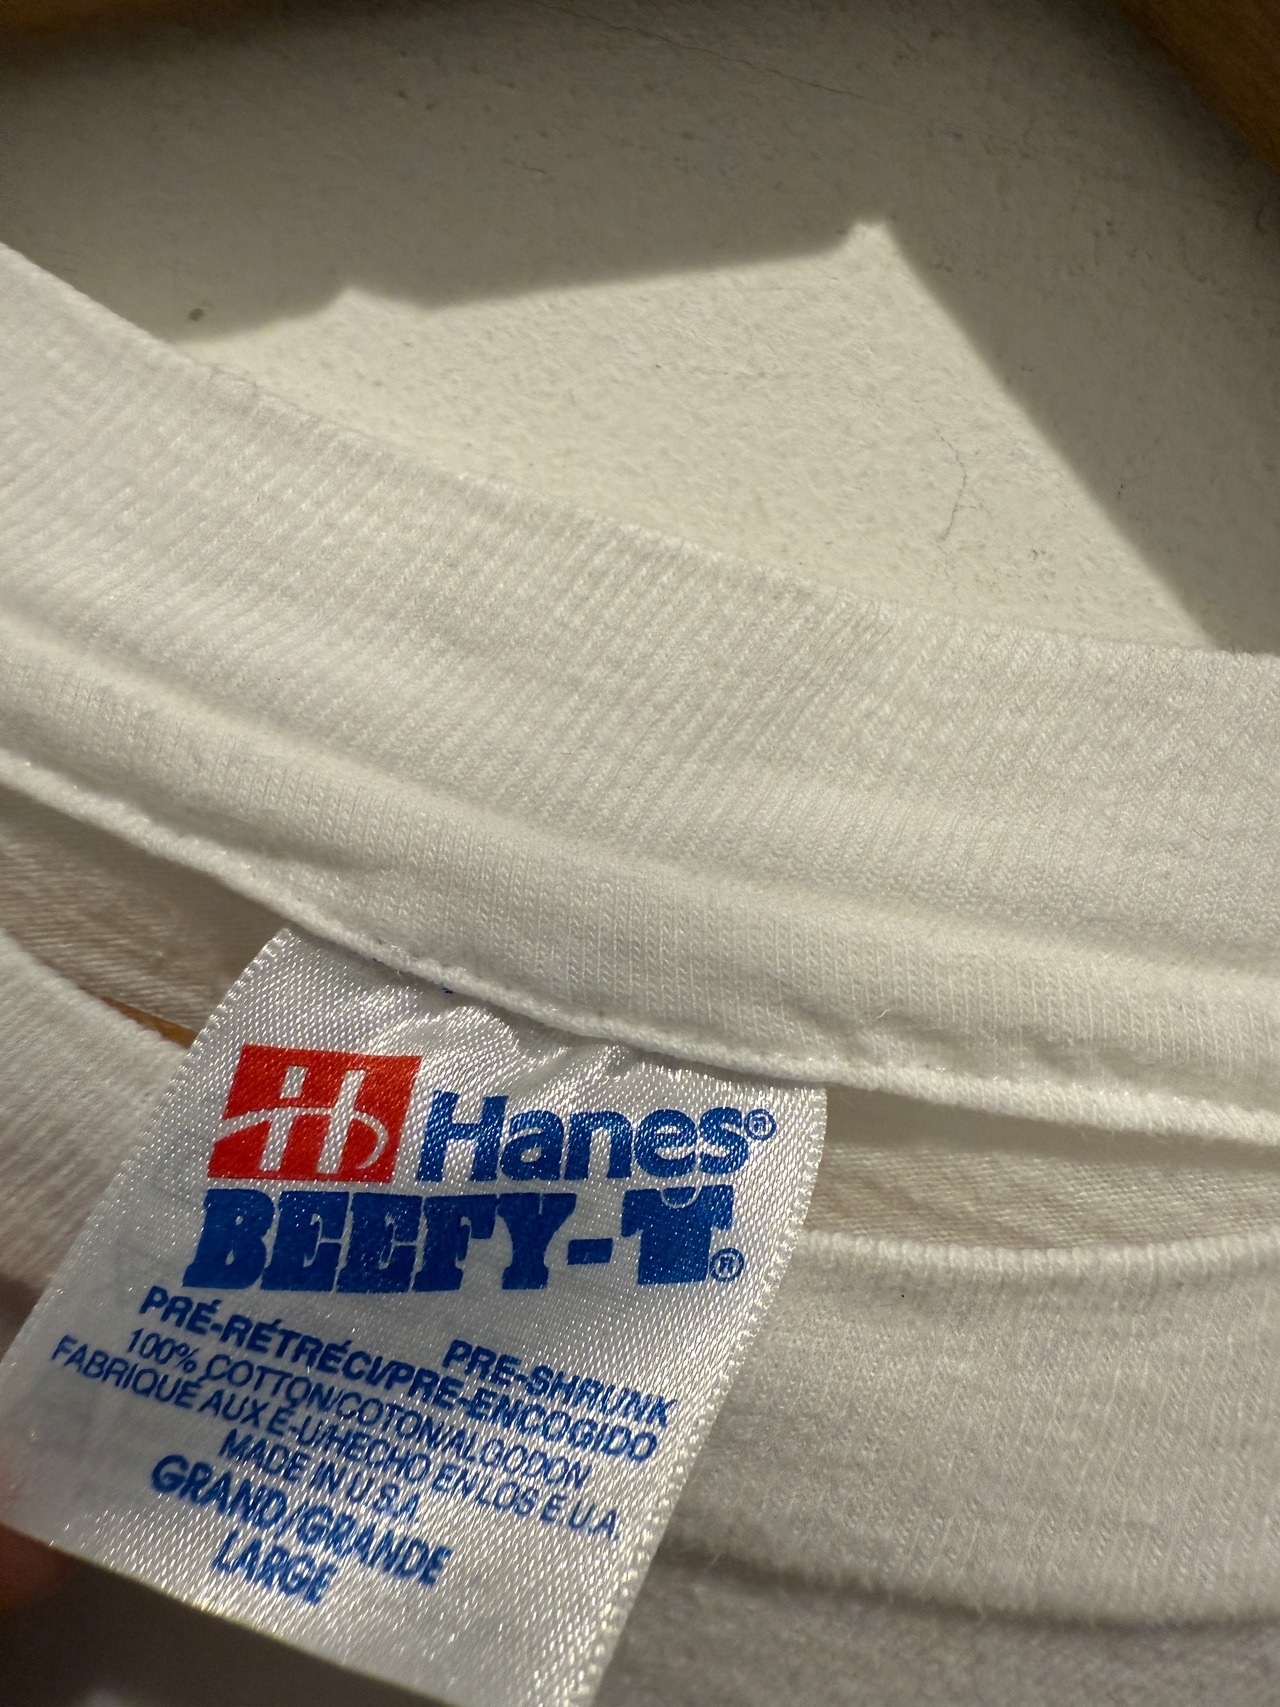 Hanes®
BEEFY-T®
PRE-SHRUNK
PRÉ-RÉTRÉCI/PRE-ENCOGIDO
100% COTTON/COTON/ALGODON
FABRIQUÉ AUX É-U/HECHO EN LOS E.U.A.
MADE IN U.S.A.
GRAND/GRANDE
LARGE